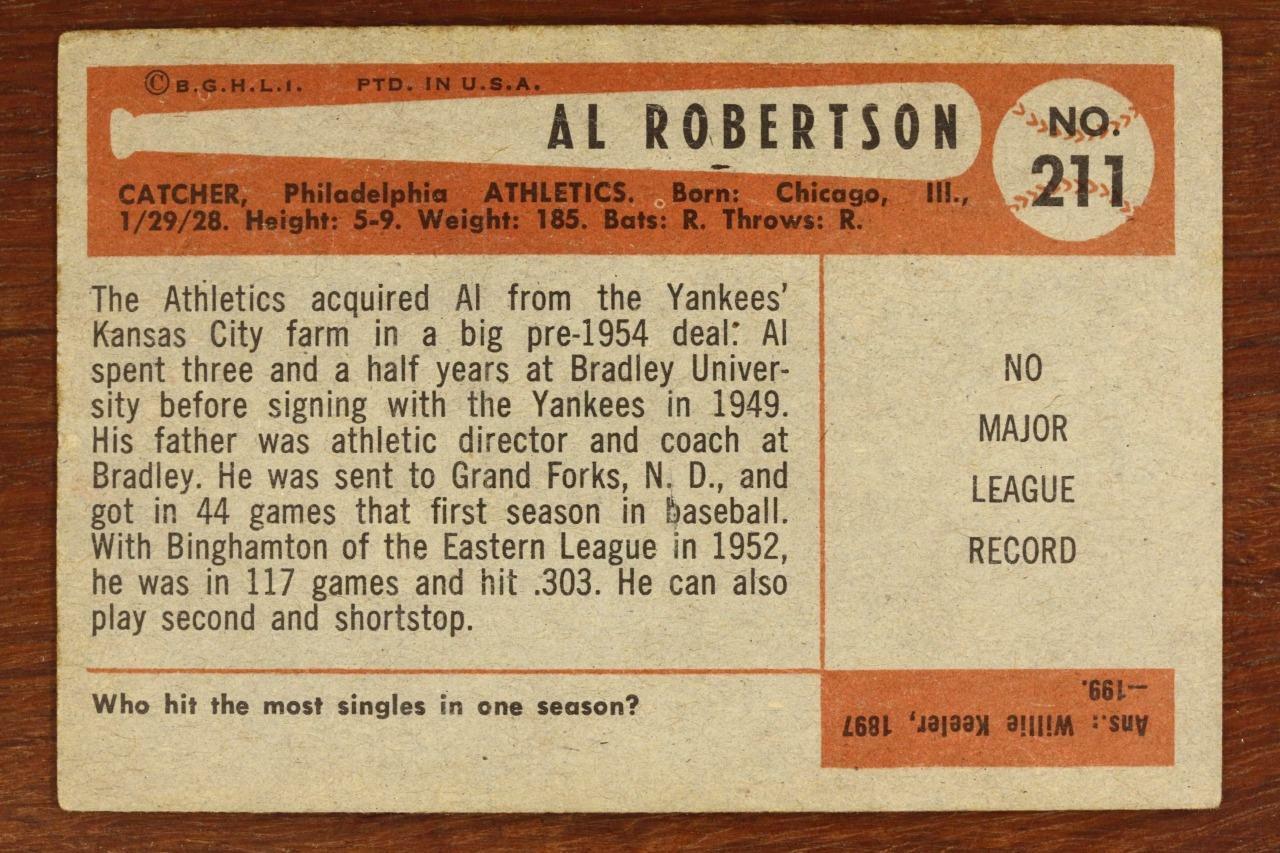 © B.G.H.L.I. PTD. IN U.S.A.
AL ROBERTSON
NO.
211
CATCHER, Philadelphia ATHLETICS. Born: Chicago, Ill.,
1/29/28. Height: 5-9. Weight: 185. Bats: R. Throws: R.
The Athletics acquired Al from the Yankees'
Kansas City farm in a big pre-1954 deal. Al
spent three and a half years at Bradley Univer-
sity before signing with the Yankees in 1949.
His father was athletic director and coach at
Bradley. He was sent to Grand Forks, N. D., and
got in 44 games that first season in baseball.
With Binghamton of the Eastern League in 1952,
he was in 117 games and hit .303. He can also
play second and shortstop.
NO
MAJOR
LEAGUE
RECORD
Who hit the most singles in one season?
Ans.: Willie Keeler, 1897
—199.